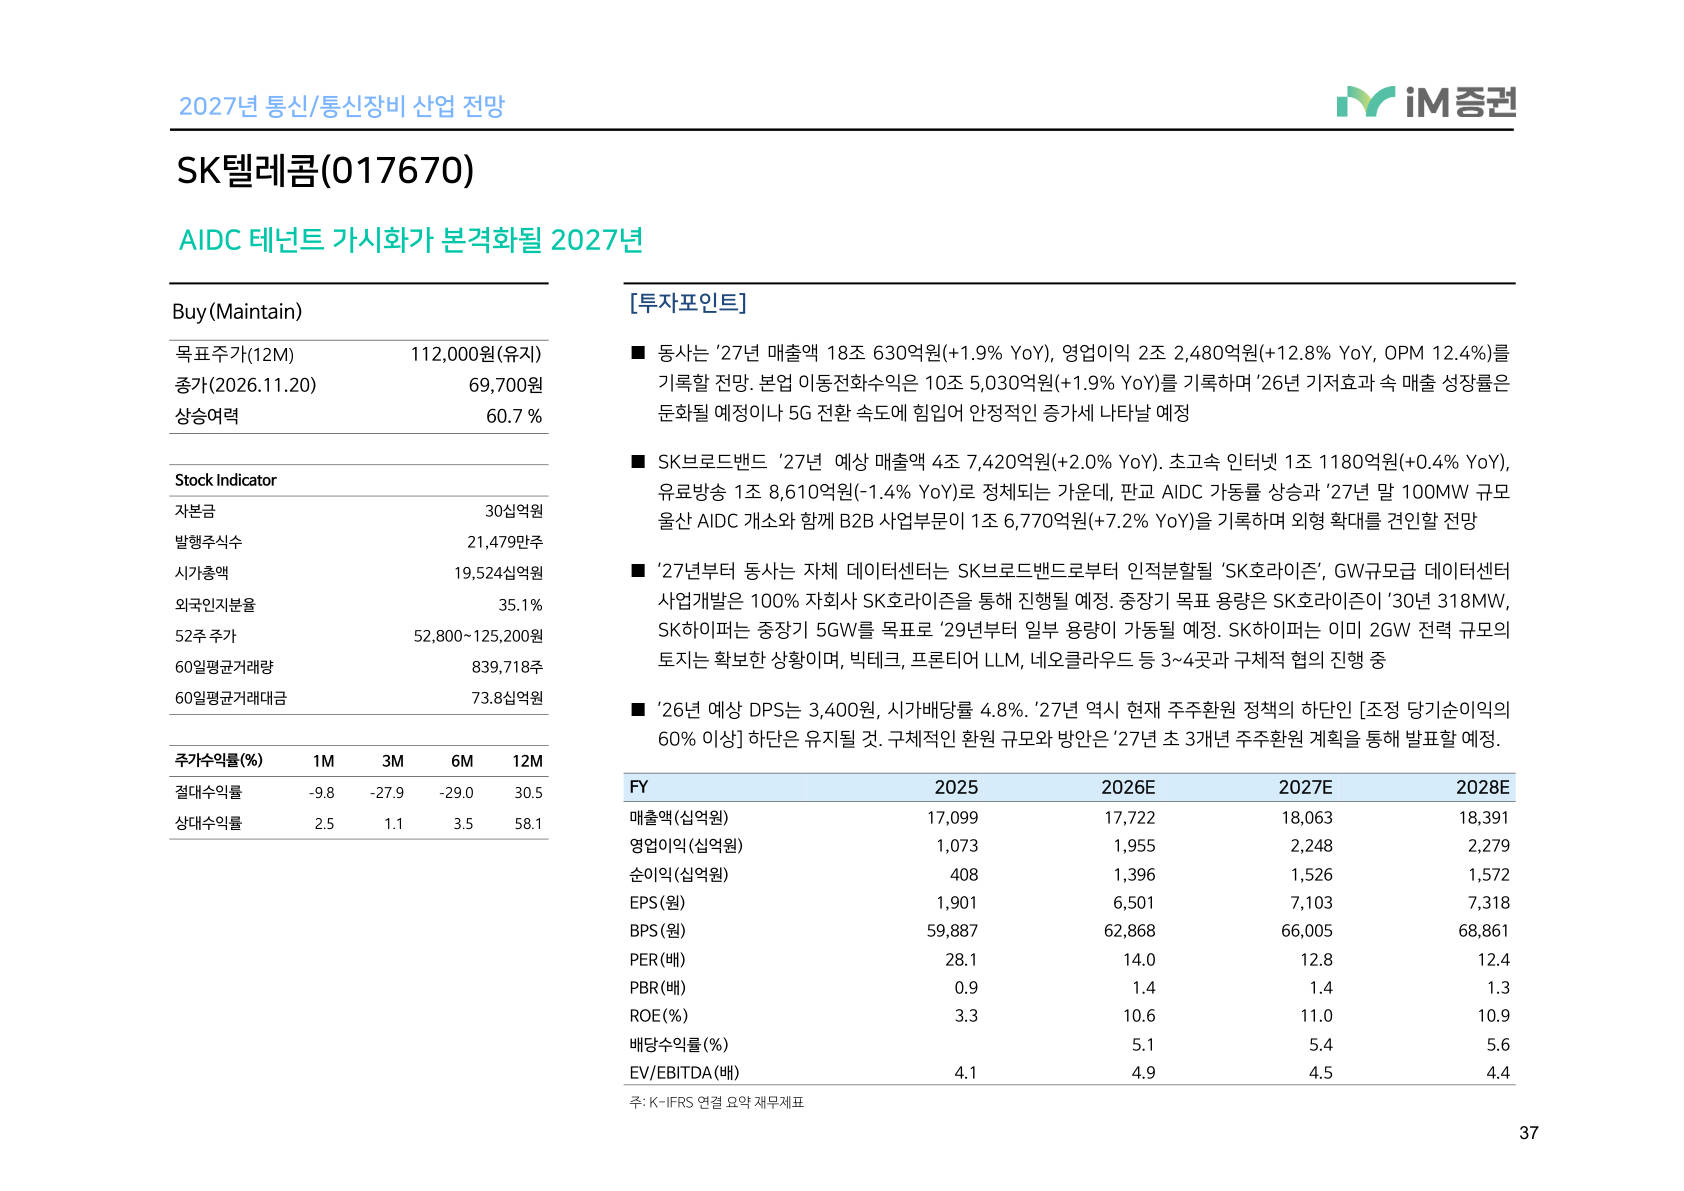 2027년 통신/통신장비 산업 전망
iM증권
SK텔레콤(017670)
AIDC 테넌트 가시화가 본격화될 2027년
Buy(Maintain)
목표주가(12M) 112,000원(유지)
종가(2026.11.20) 69,700원
상승여력 60.7 %
Stock Indicator
자본금 30십억원
발행주식수 21,479만주
시가총액 19,524십억원
외국인지분율 35.1%
52주 주가 52,800~125,200원
60일평균거래량 839,718주
60일평균거래대금 73.8십억원
주가수익률(%) 1M 3M 6M 12M
절대수익률 -9.8 -27.9 -29.0 30.5
상대수익률 2.5 1.1 3.5 58.1
[투자포인트]
■ 동사는 ’27년 매출액 18조 630억원(+1.9% YoY), 영업이익 2조 2,480억원(+12.8% YoY, OPM 12.4%)를
기록할 전망. 본업 이동전화수익은 10조 5,030억원(+1.9% YoY)를 기록하며 ’26년 기저효과 속 매출 성장률은
둔화될 예정이나 5G 전환 속도에 힘입어 안정적인 증가세 나타날 예정
■ SK브로드밴드 ’27년 예상 매출액 4조 7,420억원(+2.0% YoY). 초고속 인터넷 1조 1180억원(+0.4% YoY),
유료방송 1조 8,610억원(-1.4% YoY)로 정체되는 가운데, 판교 AIDC 가동률 상승과 ’27년 말 100MW 규모
울산 AIDC 개소와 함께 B2B 사업부문이 1조 6,770억원(+7.2% YoY)을 기록하며 외형 확대를 견인할 전망
■ ’27년부터 동사는 자체 데이터센터는 SK브로드밴드로부터 인적분할될 ‘SK호라이즌’, GW규모급 데이터센터
사업개발은 100% 자회사 SK호라이즌을 통해 진행될 예정. 중장기 목표 용량은 SK호라이즌이 ’30년 318MW,
SK하이퍼는 중장기 5GW를 목표로 ‘29년부터 일부 용량이 가동될 예정. SK하이퍼는 이미 2GW 전력 규모의
토지는 확보한 상황이며, 빅테크, 프론티어 LLM, 네오클라우드 등 3~4곳과 구체적 협의 진행 중
■ ’26년 예상 DPS는 3,400원, 시가배당률 4.8%. ’27년 역시 현재 주주환원 정책의 하단인 [조정 당기순이익의
60% 이상] 하단은 유지될 것. 구체적인 환원 규모와 방안은 ’27년 초 3개년 주주환원 계획을 통해 발표할 예정.
FY 2025 2026E 2027E 2028E
매출액(십억원) 17,099 17,722 18,063 18,391
영업이익(십억원) 1,073 1,955 2,248 2,279
순이익(십억원) 408 1,396 1,526 1,572
EPS(원) 1,901 6,501 7,103 7,318
BPS(원) 59,887 62,868 66,005 68,861
PER(배) 28.1 14.0 12.8 12.4
PBR(배) 0.9 1.4 1.4 1.3
ROE(%) 3.3 10.6 11.0 10.9
배당수익률(%) 5.1 5.4 5.6
EV/EBITDA(배) 4.1 4.9 4.5 4.4
주: K-IFRS 연결 요약 재무제표
37